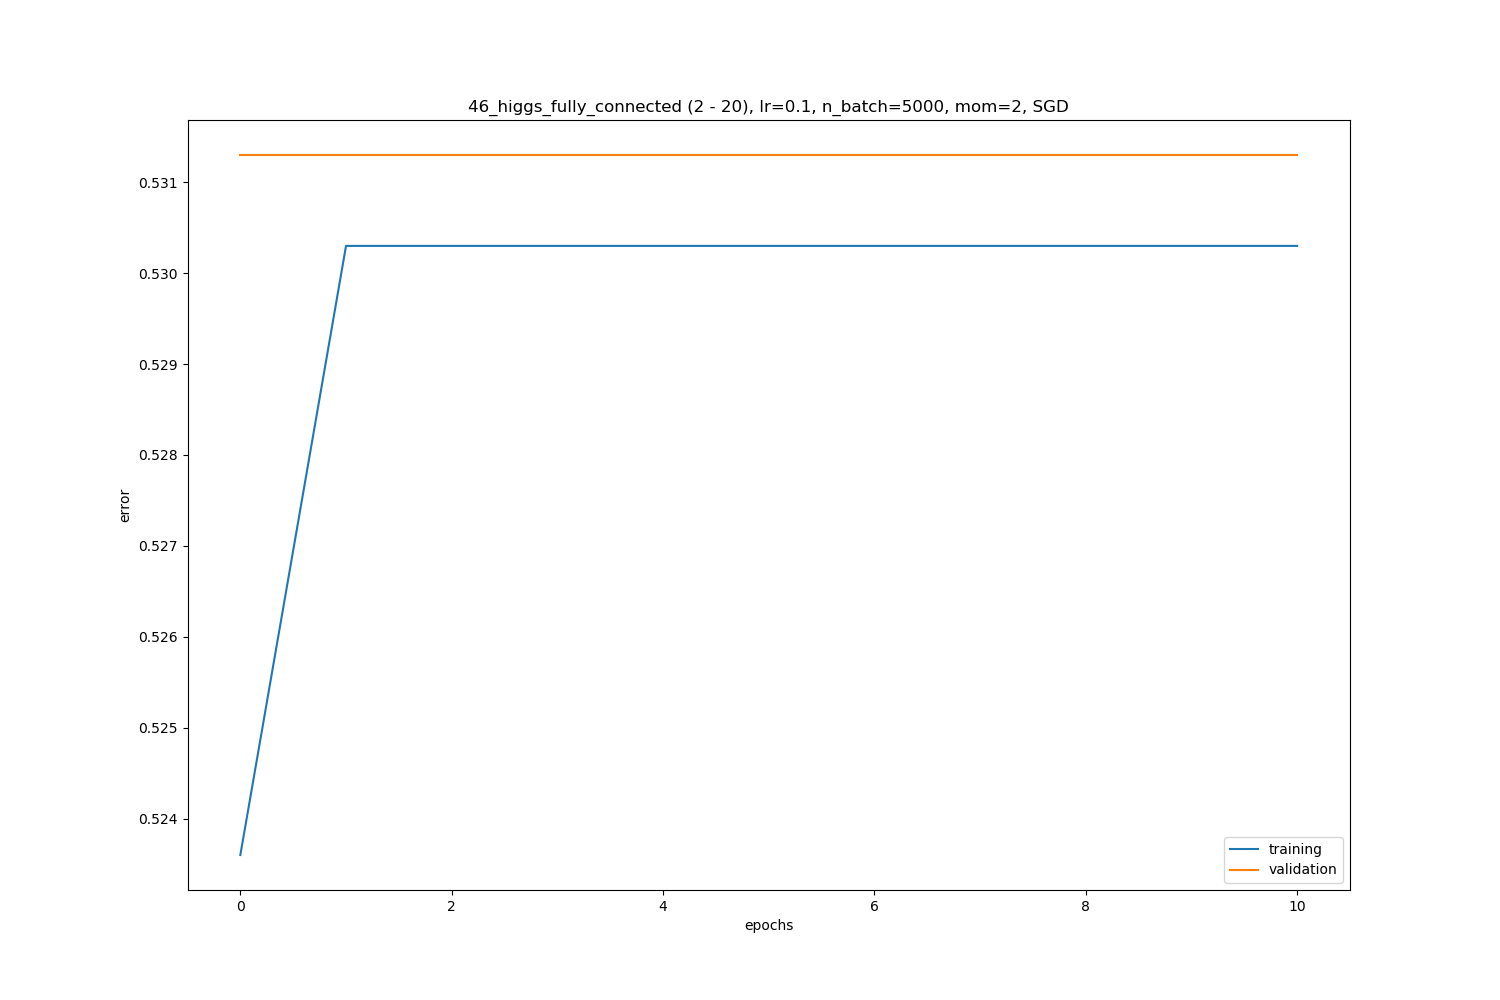 46_higgs_fully_connected (2 - 20), lr=0.1, n_batch=5000, mom=2, SGD
0.531
0.530
0.529
0.528
0.527
0.526
0.525
0.524
error
0
2
4
6
8
10
epochs
training
validation